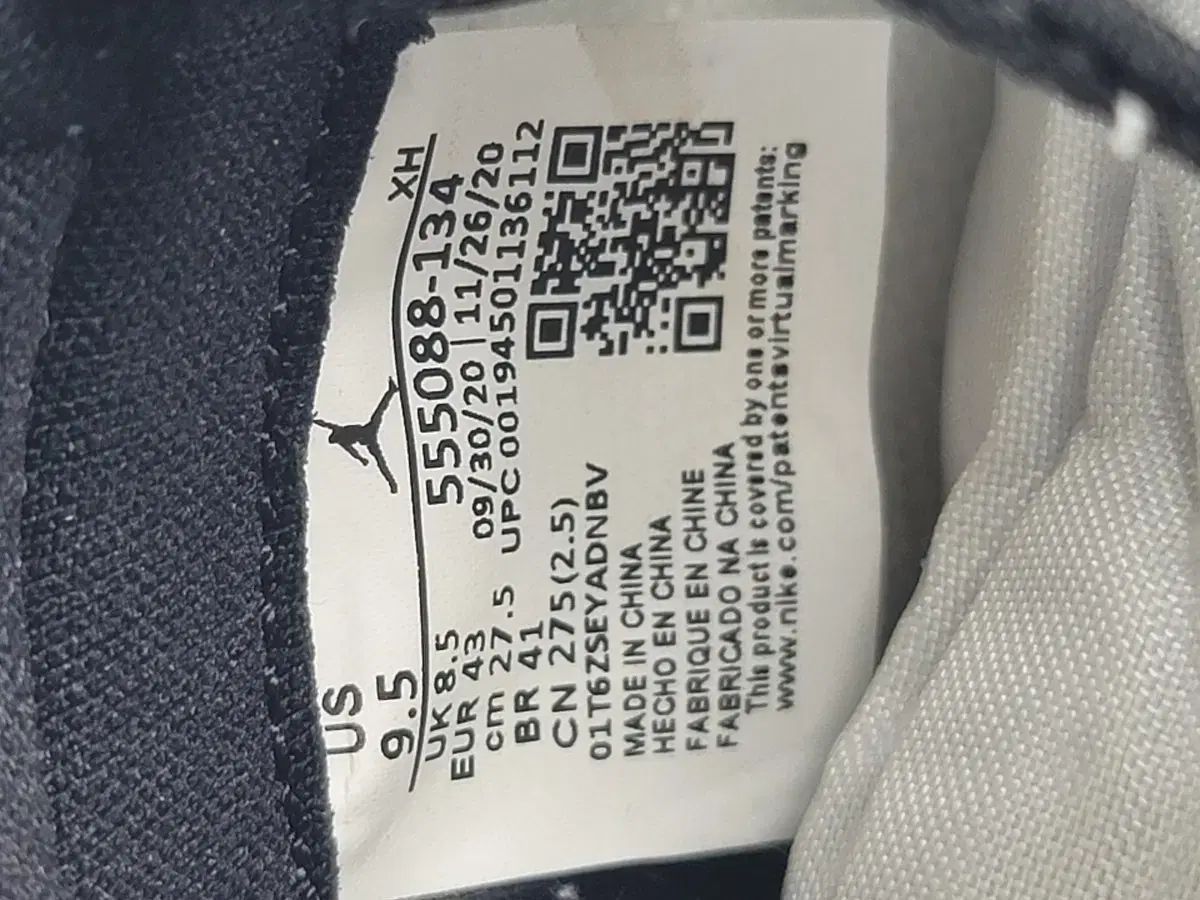 US
9.5
XH
UK 8.5
EUR 43
cm 27.5
BR 41
CN 275(2.5)
555088-134
09/30/20 | 11/26/20
UPC 00194501136112
01T6ZSEYADNBV
MADE IN CHINA
HECHO EN CHINA
FABRIQUE EN CHINE
FABRICADO NA CHINA
This product is covered by one or more patents:
www.nike.com/patentsvirtualmarking